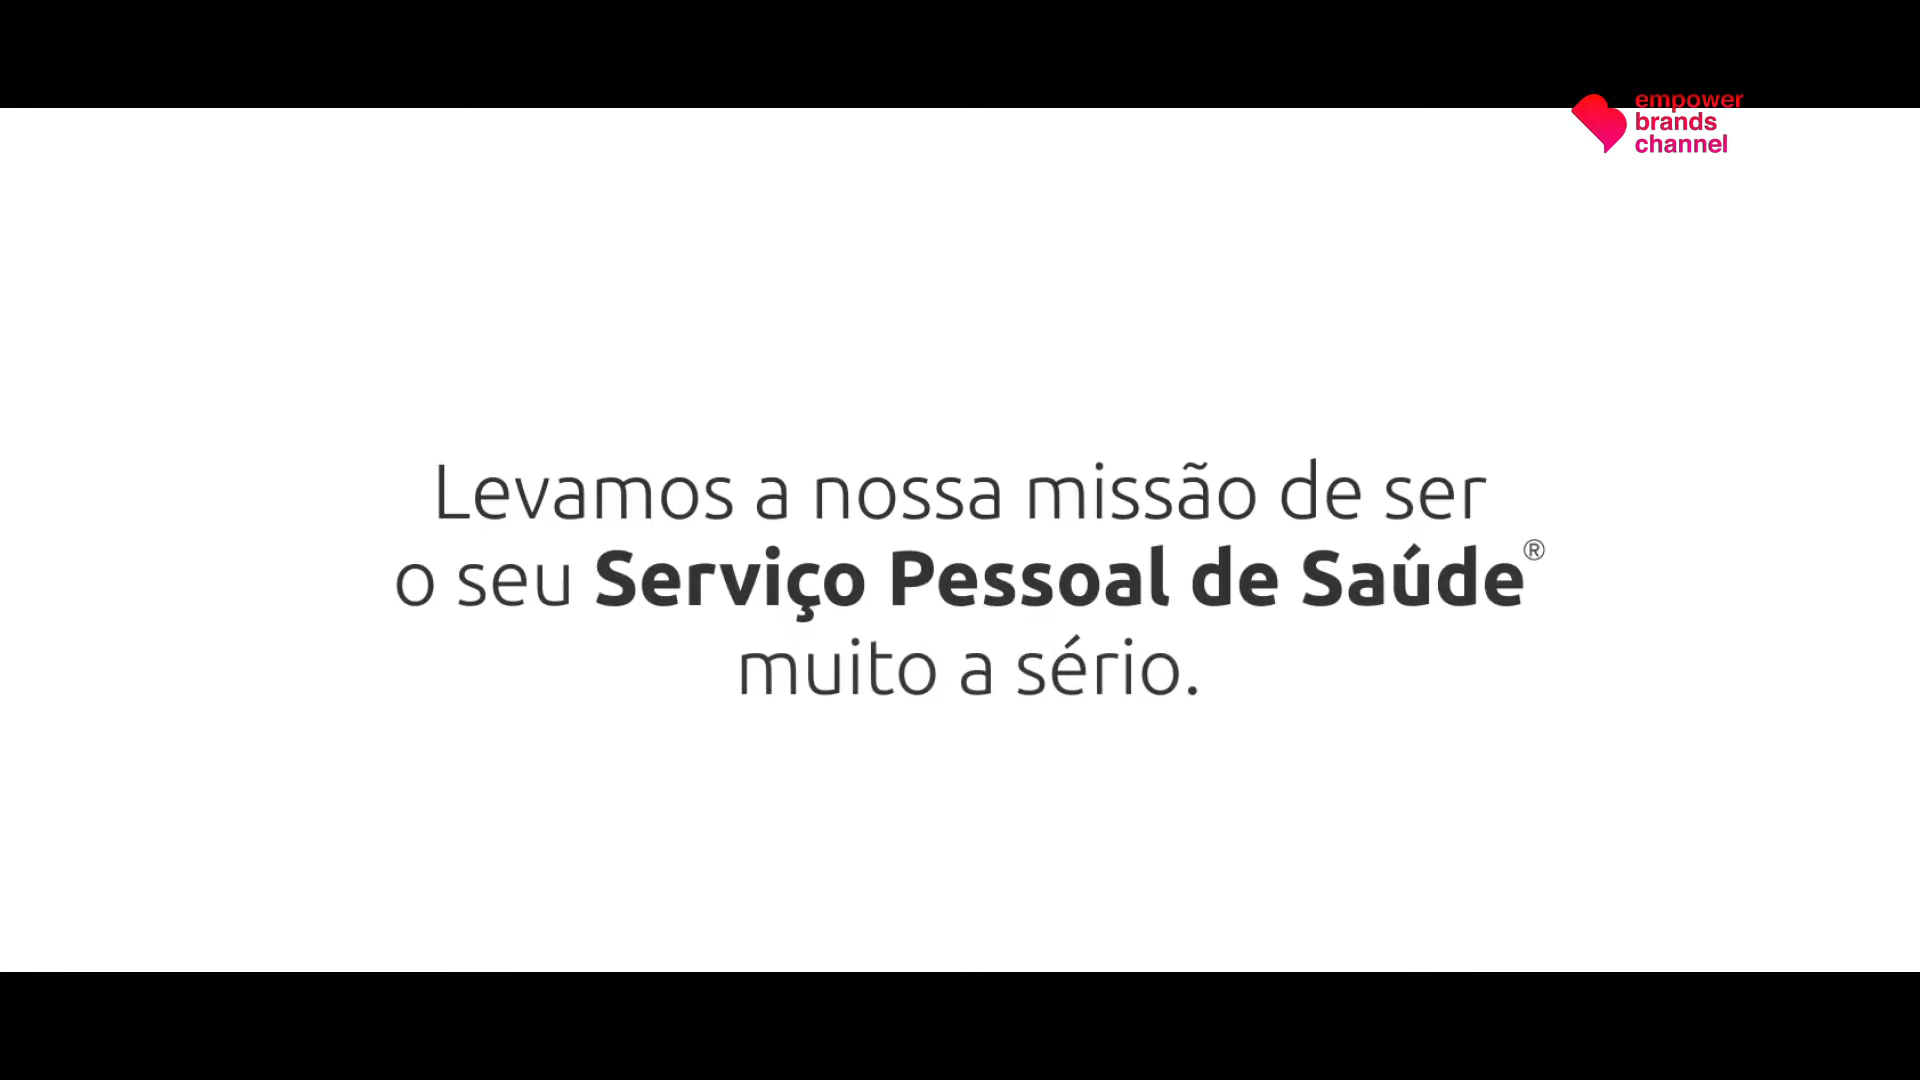 empower
brands
channel
Levamos a nossa missão de ser
o seu Serviço Pessoal de Saúde®
muito a sério.